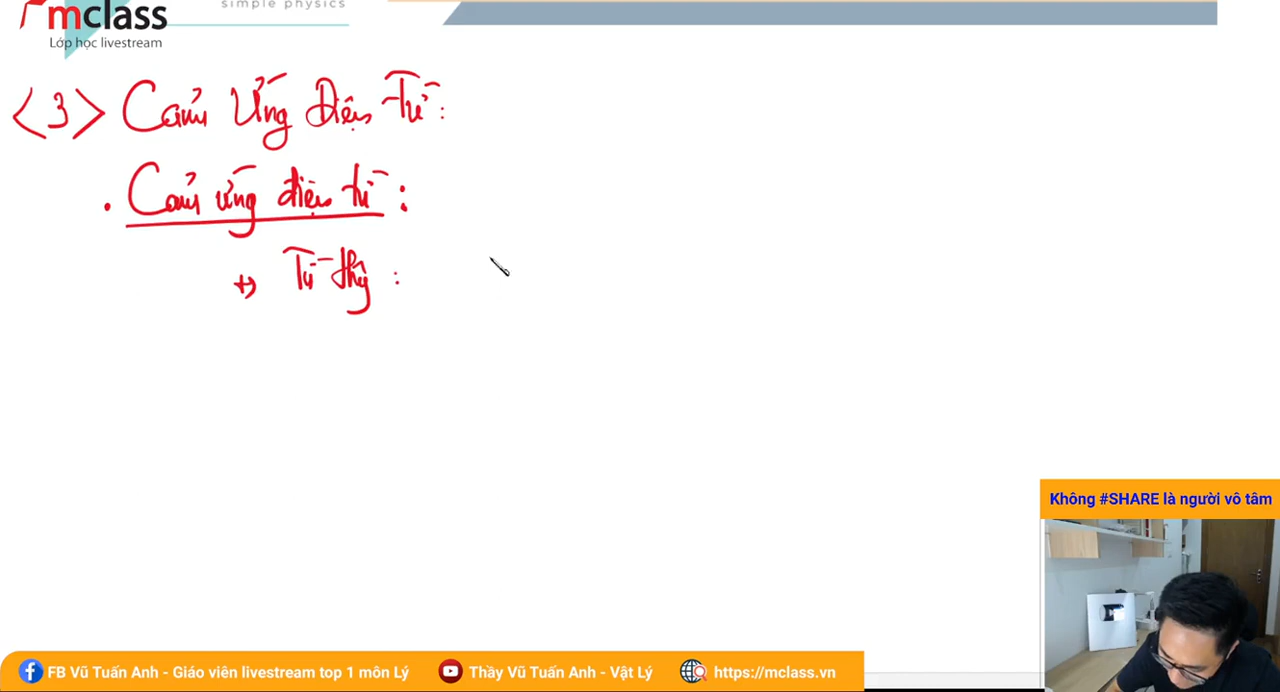 simple physics
mclass
Lớp học livestream
<3> Cảm Ứng Điện Từ:
. Cảm ứng điện từ:
+) Từ thông:
Không #SHARE là người vô tâm
FB Vũ Tuấn Anh - Giáo viên livestream top 1 môn Lý
Thầy Vũ Tuấn Anh - Vật Lý
https://mclass.vn